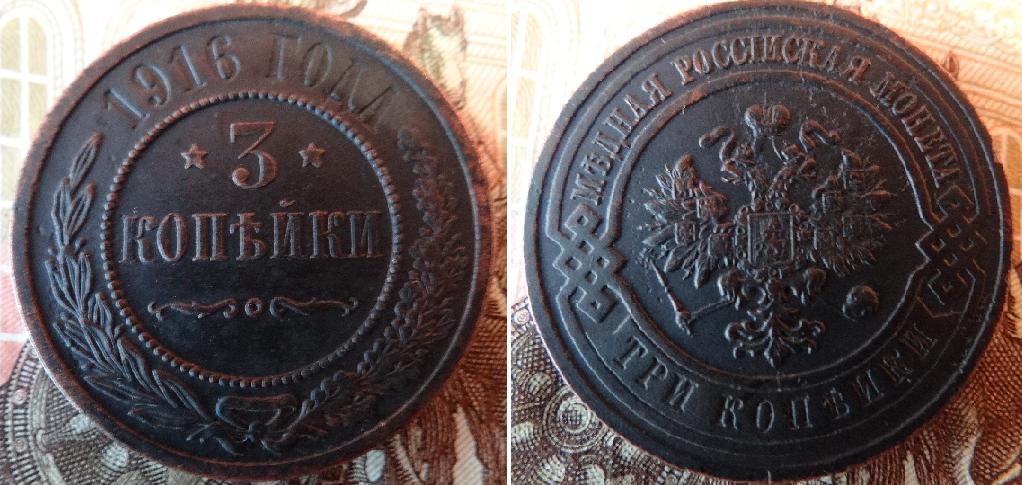 1916 ГОДА
3
КОПѢЙКИ
МѢДНАЯ РОССІЙСКАЯ МОНЕТА
ТРИ КОПѢЙКИ